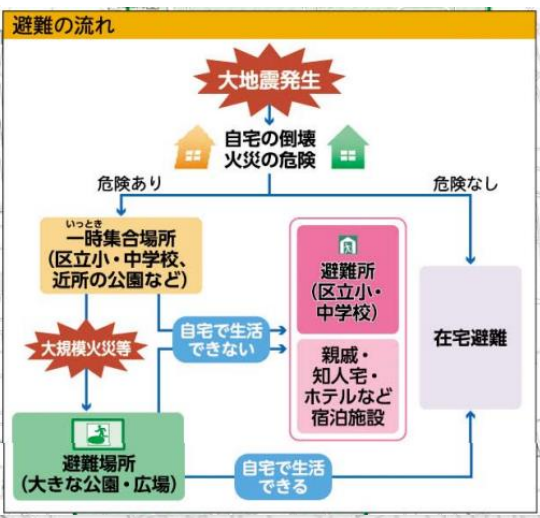 避難の流れ
大地震発生
自宅の倒壊
火災の危険
危険あり
危険なし
いっとき
一時集合場所
(区立小・中学校、
近所の公園など)
避難所
(区立小・
中学校)
在宅避難
自宅で生活
できない
大規模火災等
親戚・
知人宅・
ホテルなど
宿泊施設
避難場所
(大きな公園・広場)
自宅で生活
できる